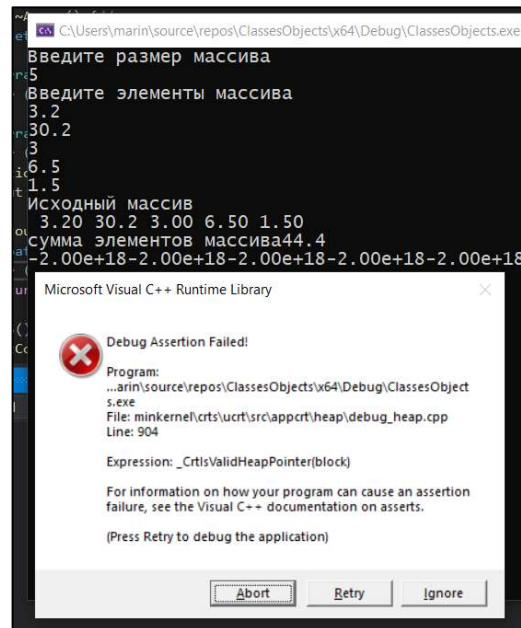 C:\Users\marin\source\repos\ClassesObjects\x64\Debug\ClassesObjects.exe
Введите размер массива
5
Введите элементы массива
3.2
30.2
3
6.5
1.5
Исходный массив
3.20 30.2 3.00 6.50 1.50
сумма элементов массива44.4
-2.00e+18-2.00e+18-2.00e+18-2.00e+18-2.00e+18
Microsoft Visual C++ Runtime Library
Debug Assertion Failed!
Program:
...arin\source\repos\ClassesObjects\x64\Debug\ClassesObject
s.exe
File: minkernel\crts\ucrt\src\appcrt\heap\debug_heap.cpp
Line: 904
Expression: _CrtIsValidHeapPointer(block)
For information on how your program can cause an assertion
failure, see the Visual C++ documentation on asserts.
(Press Retry to debug the application)
Abort Retry Ignore